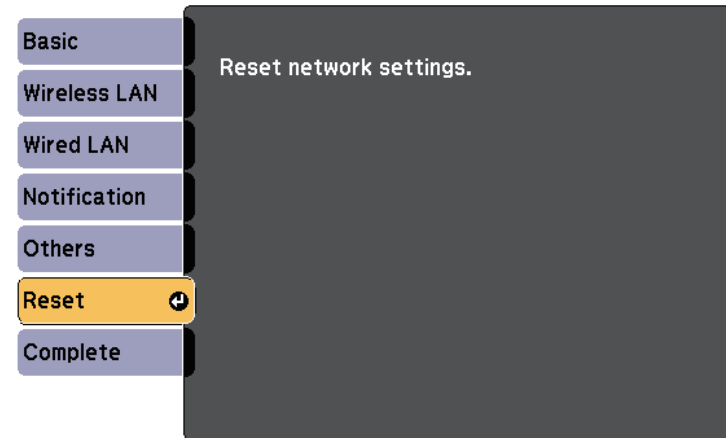 Basic
Reset network settings.
Wireless LAN
Wired LAN
Notification
Others
Reset
Complete